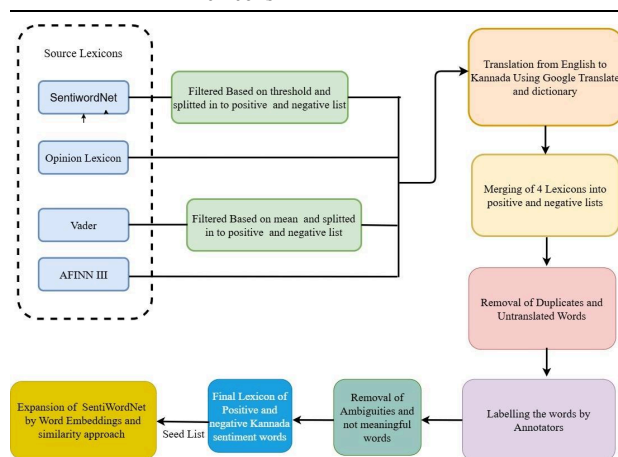 Source Lexicons
SentiwordNet
Opinion Lexicon
Vader
AFINN III
Filtered Based on threshold and
splitted in to positive and negative list
Filtered Based on mean and splitted
in to positive and negative list
Translation from English to
Kannada Using Google Translate
and dictionary
Merging of 4 Lexicons into
positive and negative lists
Removal of Duplicates and
Untranslated Words
Labelling the words by
Annotators
Removal of
Ambiguities and
not meaningful
words
Final Lexicon of
Positive and
negative Kannada
sentiment words
Seed List
Expansion of SentiWordNet
by Word Embeddings and
similarity approach